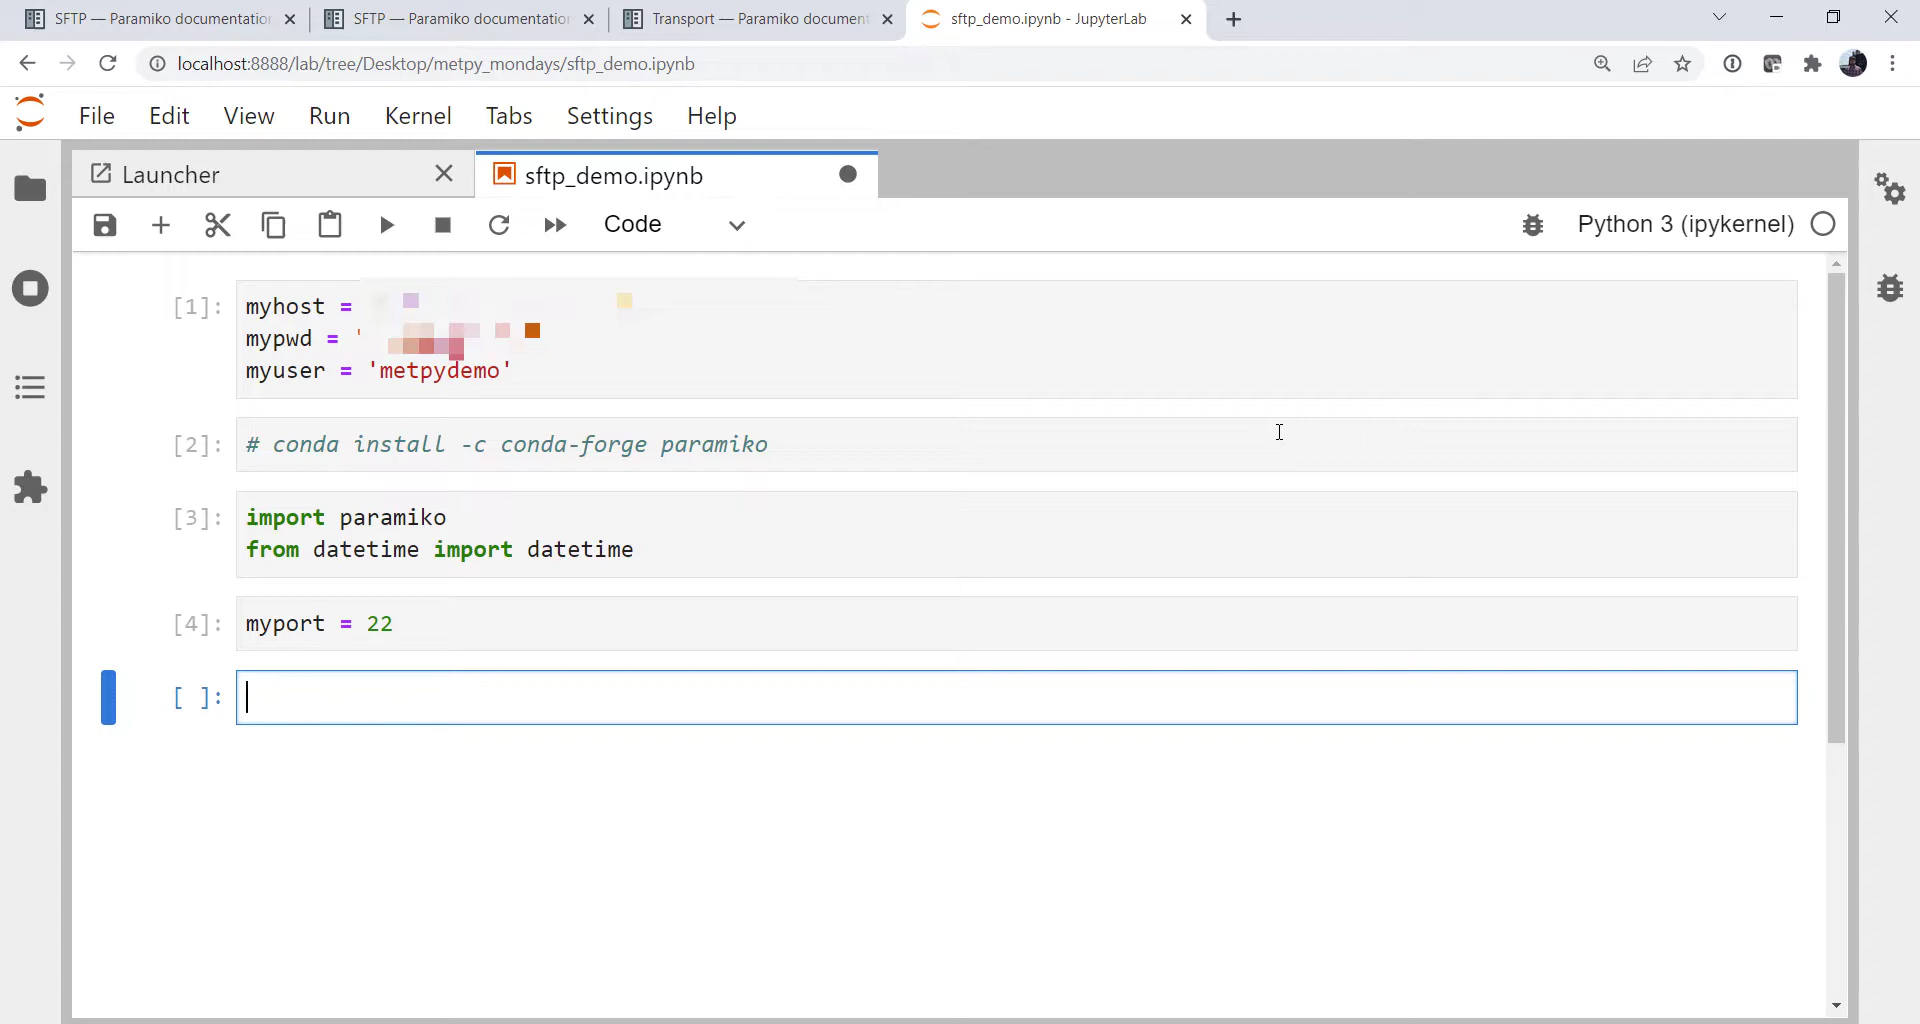 SFTP — Paramiko documentatio
SFTP — Paramiko documentatio
Transport — Paramiko document
sftp_demo.ipynb - JupyterLab
localhost:8888/lab/tree/Desktop/metpy_mondays/sftp_demo.ipynb
File Edit View Run Kernel Tabs Settings Help
Launcher
sftp_demo.ipynb
Code
Python 3 (ipykernel)
[1]: myhost =
mypwd = '
myuser = 'metpydemo'
[2]: # conda install -c conda-forge paramiko
[3]: import paramiko
from datetime import datetime
[4]: myport = 22
[ ]: